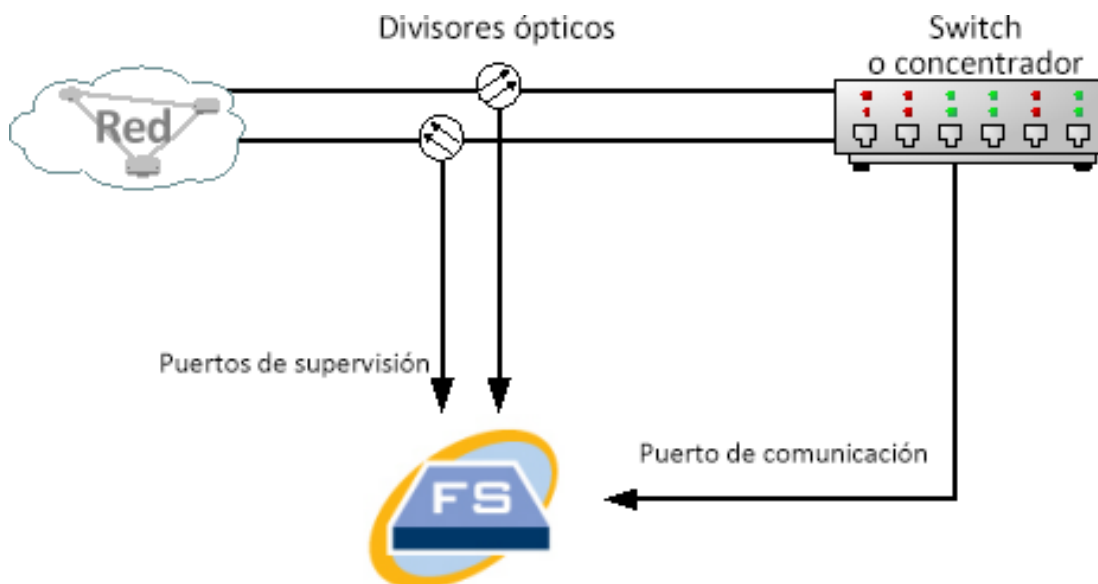 Divisores ópticos
Switch
o concentrador
Red
Puertos de supervisión
Puerto de comunicación
FS